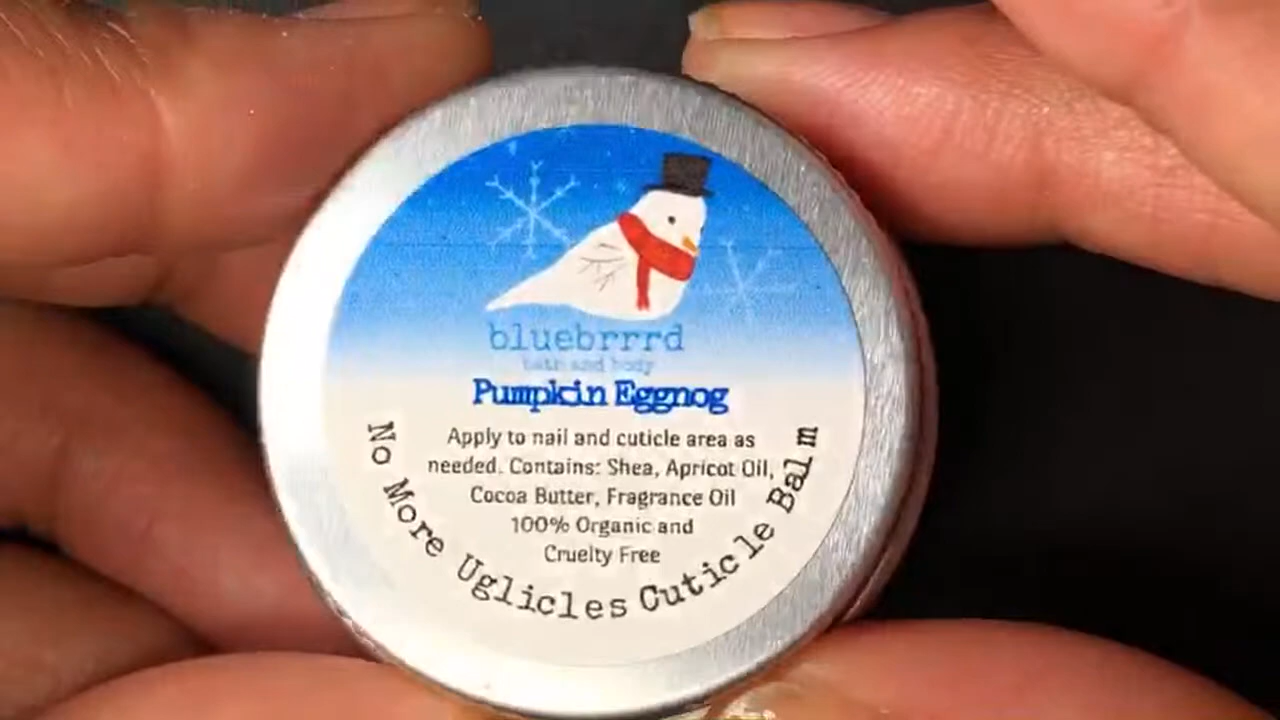 bluebrrrd
bath and body
Pumpkin Eggnog
Apply to nail and cuticle area as
needed. Contains: Shea, Apricot Oil,
Cocoa Butter, Fragrance Oil
100% Organic and
Cruelty Free
No More Uglicles Cuticle Balm